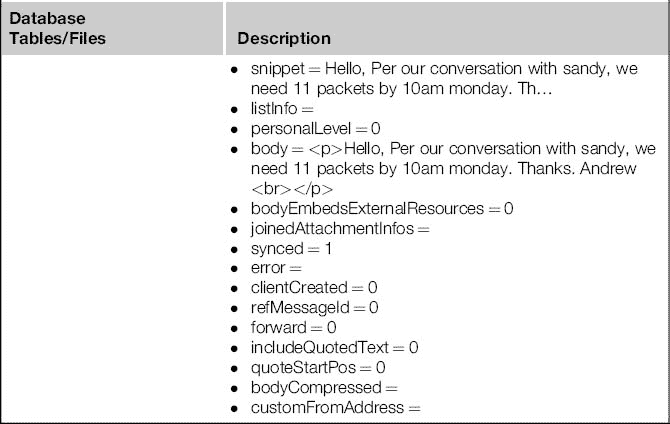 Database
Tables/Files
Description
• snippet = Hello, Per our conversation with sandy, we
need 11 packets by 10am monday. Th…
• listInfo =
• personalLevel = 0
• body = <p>Hello, Per our conversation with sandy, we
need 11 packets by 10am monday. Thanks. Andrew
<br></p>
• bodyEmbedsExternalResources = 0
• joinedAttachmentInfos =
• synced = 1
• error =
• clientCreated = 0
• refMessageId = 0
• forward = 0
• includeQuotedText = 0
• quoteStartPos = 0
• bodyCompressed =
• customFromAddress =